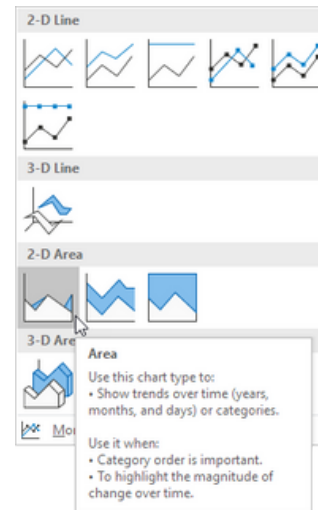 2-D Line
3-D Line
2-D Area
3-D Are
Area
Use this chart type to:
• Show trends over time (years,
months, and days) or categories.
Use it when:
• Category order is important.
• To highlight the magnitude of
change over time.
Mo